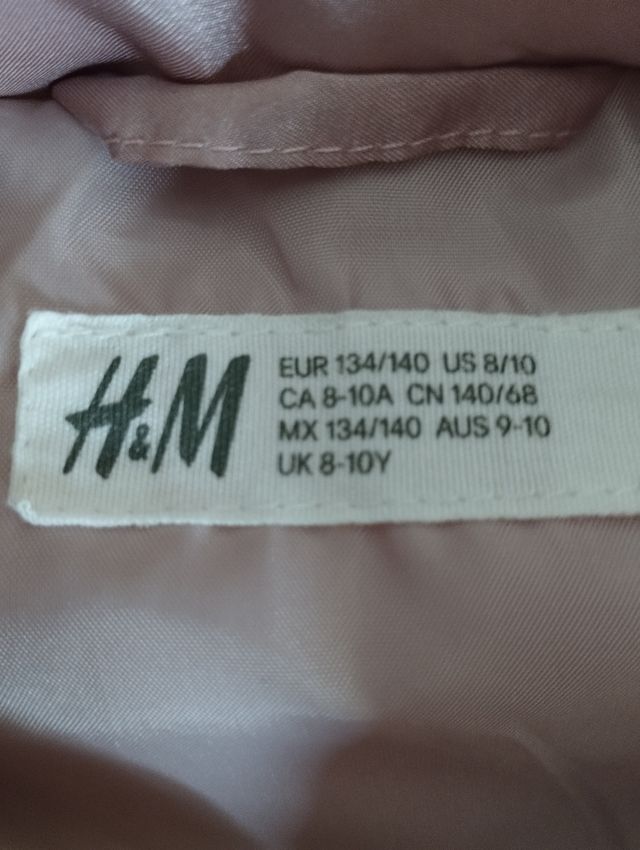 H&M
EUR 134/140 US 8/10
CA 8-10A CN 140/68
MX 134/140 AUS 9-10
UK 8-10Y